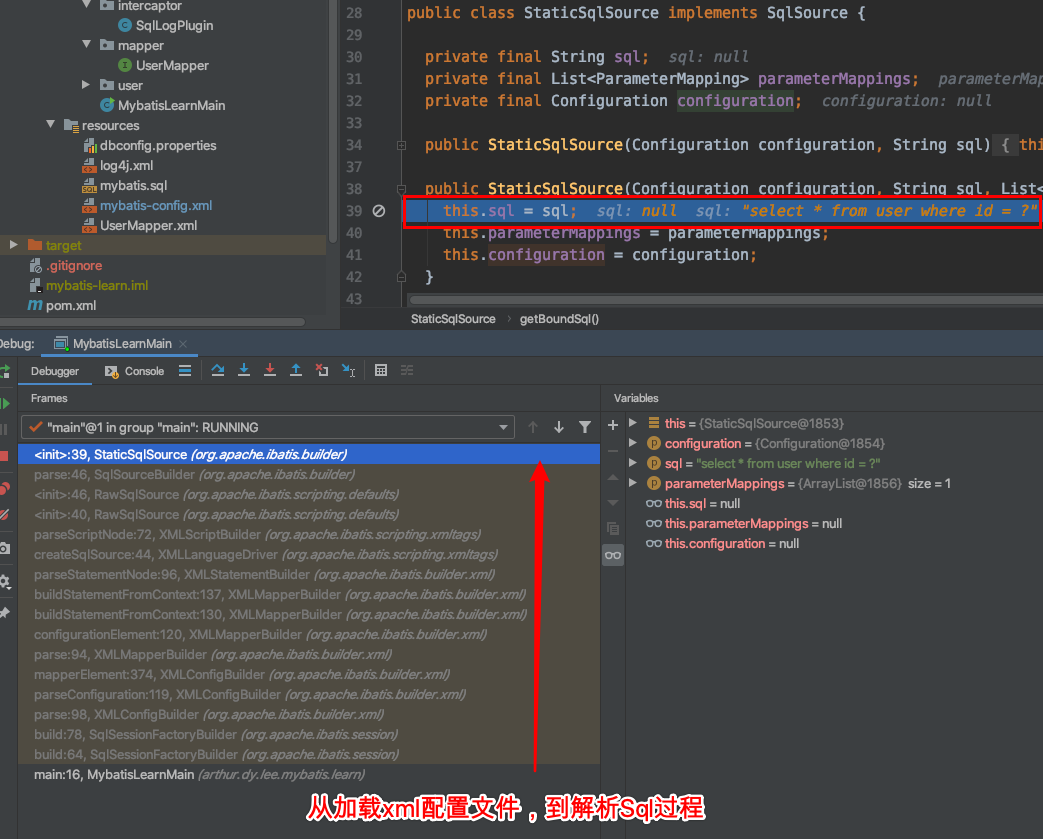 intercaptor
SqlLogPlugin
mapper
UserMapper
user
MybatisLearnMain
resources
dbconfig.properties
log4j.xml
mybatis.sql
mybatis-config.xml
UserMapper.xml
target
.gitignore
mybatis-learn.iml
pom.xml
28 public class StaticSqlSource implements SqlSource {
29
30 private final String sql; sql: null
31 private final List<ParameterMapping> parameterMappings; parameterMap
32 private final Configuration configuration; configuration: null
33
34 public StaticSqlSource(Configuration configuration, String sql) { thi
37
38 public StaticSqlSource(Configuration configuration, String sql, List<
39 this.sql = sql; sql: null sql: "select * from user where id = ?"
40 this.parameterMappings = parameterMappings;
41 this.configuration = configuration;
42 }
43
StaticSqlSource › getBoundSql()
Debug: MybatisLearnMain ×
Debugger Console
Frames
"main"@1 in group "main": RUNNING
<init>:39, StaticSqlSource (org.apache.ibatis.builder)
parse:46, SqlSourceBuilder (org.apache.ibatis.builder)
<init>:46, RawSqlSource (org.apache.ibatis.scripting.defaults)
<init>:40, RawSqlSource (org.apache.ibatis.scripting.defaults)
parseScriptNode:72, XMLScriptBuilder (org.apache.ibatis.scripting.xmltags)
createSqlSource:44, XMLLanguageDriver (org.apache.ibatis.scripting.xmltags)
parseStatementNode:96, XMLStatementBuilder (org.apache.ibatis.builder.xml)
buildStatementFromContext:137, XMLMapperBuilder (org.apache.ibatis.builder.xml)
buildStatementFromContext:130, XMLMapperBuilder (org.apache.ibatis.builder.xml)
configurationElement:120, XMLMapperBuilder (org.apache.ibatis.builder.xml)
parse:94, XMLMapperBuilder (org.apache.ibatis.builder.xml)
mapperElement:374, XMLConfigBuilder (org.apache.ibatis.builder.xml)
parseConfiguration:119, XMLConfigBuilder (org.apache.ibatis.builder.xml)
parse:98, XMLConfigBuilder (org.apache.ibatis.builder.xml)
build:78, SqlSessionFactoryBuilder (org.apache.ibatis.session)
build:64, SqlSessionFactoryBuilder (org.apache.ibatis.session)
main:16, MybatisLearnMain (arthur.dy.lee.mybatis.learn)
Variables
this = {StaticSqlSource@1853}
configuration = {Configuration@1854}
sql = "select * from user where id = ?"
parameterMappings = {ArrayList@1856} size = 1
this.sql = null
this.parameterMappings = null
this.configuration = null
从加载xml配置文件，到解析Sql过程